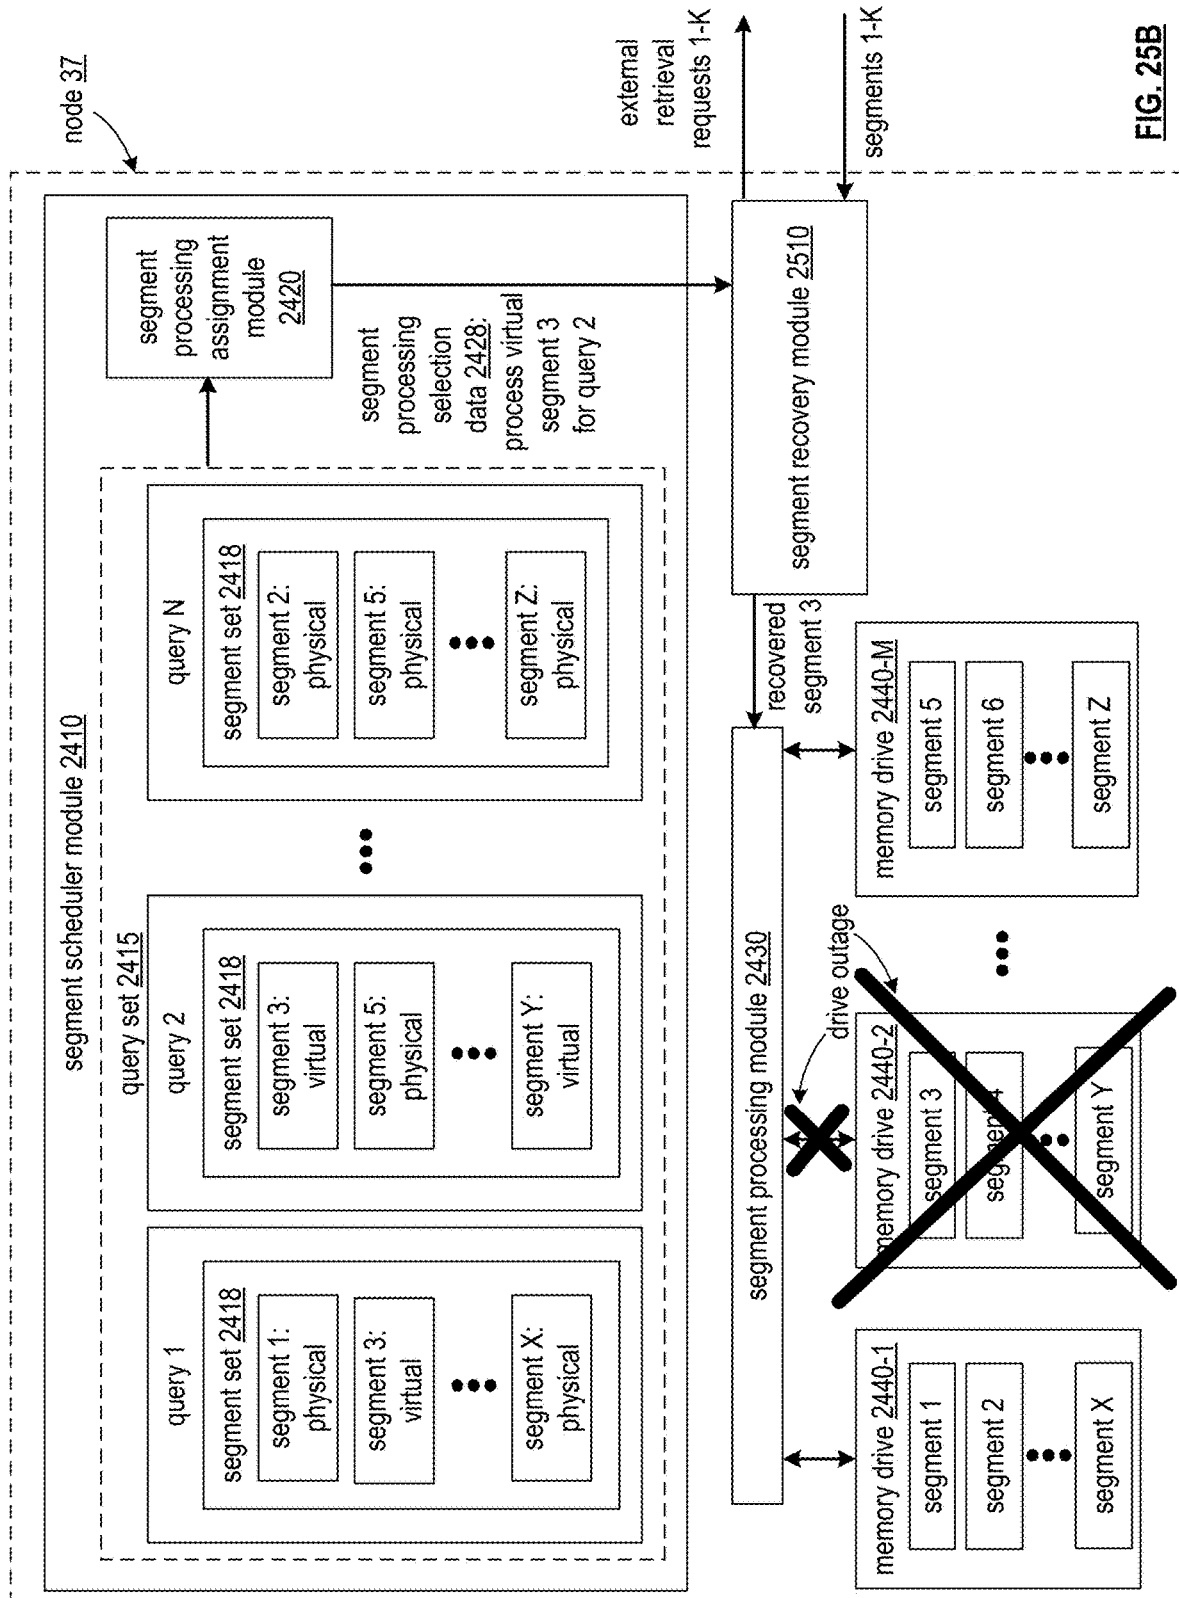 node 37
segment scheduler module 2410
query set 2415
query 1
segment set 2418
segment 1:
physical
segment 3:
virtual
segment X:
physical
query 2
segment set 2418
segment 3:
virtual
segment 5:
physical
segment Y:
virtual
query N
segment set 2418
segment 2:
physical
segment 5:
physical
segment Z:
physical
segment
processing
assignment
module
2420
segment
processing
selection
data 2428:
process virtual
segment 3
for query 2
external
retrieval
requests 1-K
segments 1-K
segment recovery module 2510
recovered
segment 3
segment processing module 2430
drive outage
memory drive 2440-1
segment 1
segment 2
segment X
memory drive 2440-2
segment 3
segment 4
segment Y
memory drive 2440-M
segment 5
segment 6
segment Z
FIG. 25B